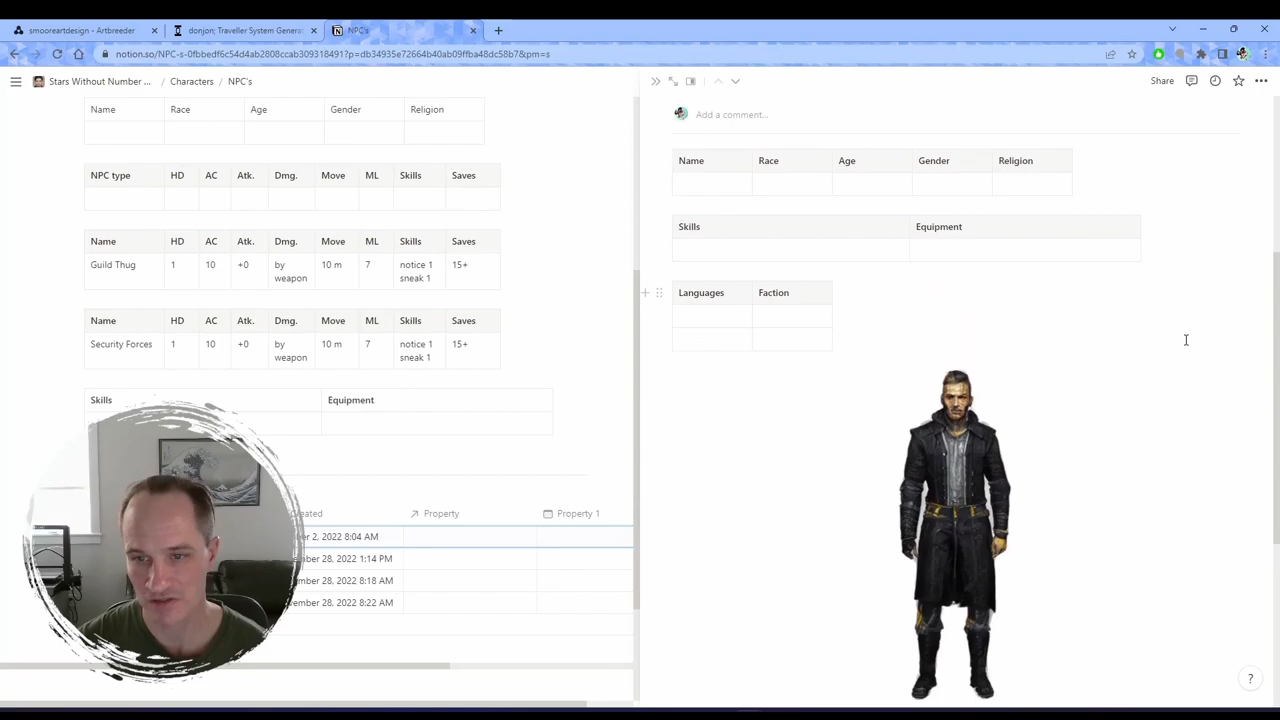 smooreartdesign - Artbreeder
donjon; Traveller System Genera
NPC's
notion.so/NPC-s-0fbbedf6c54d4ab2808ccab309318491?p=db34935e72664b40ab09ffba48dc58b7&pm=s
Stars Without Number ... / Characters / NPC's
Share
Name Race Age Gender Religion
NPC type HD AC Atk. Dmg. Move ML Skills Saves
Name HD AC Atk. Dmg. Move ML Skills Saves
Guild Thug 1 10 +0 by weapon 10 m 7 notice 1 sneak 1 15+
Name HD AC Atk. Dmg. Move ML Skills Saves
Security Forces 1 10 +0 by weapon 10 m 7 notice 1 sneak 1 15+
Skills Equipment
Created Property Property 1
2, 2022 8:04 AM
28, 2022 1:14 PM
28, 2022 8:18 AM
28, 2022 8:22 AM
Add a comment...
Name Race Age Gender Religion
Skills Equipment
Languages Faction
?